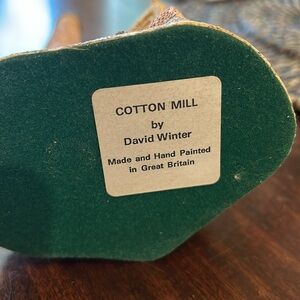 COTTON MILL
by
David Winter
Made and Hand Painted
in Great Britain